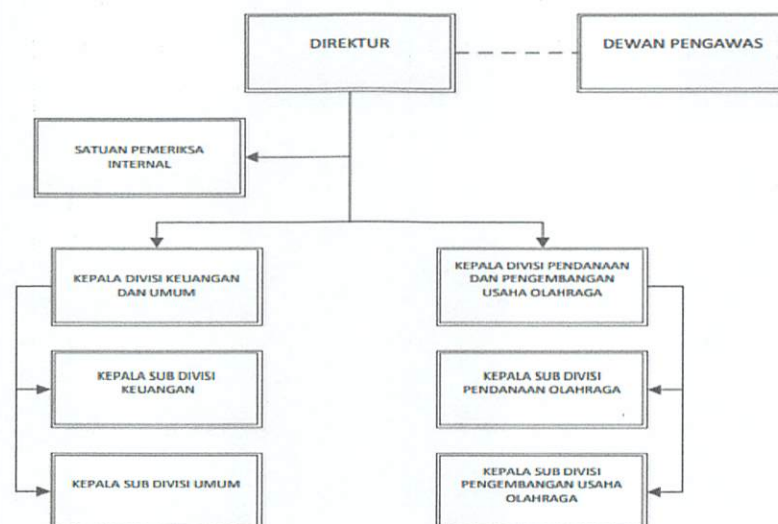 DIREKTUR
DEWAN PENGAWAS
SATUAN PEMERIKSA
INTERNAL
KEPALA DIVISI KEUANGAN
DAN UMUM
KEPALA DIVISI PENDANAAN
DAN PENGEMBANGAN
USAHA OLAHRAGA
KEPALA SUB DIVISI
KEUANGAN
KEPALA SUB DIVISI
PENDANAAN OLAHRAGA
KEPALA SUB DIVISI UMUM
KEPALA SUB DIVISI
PENGEMBANGAN USAHA
OLAHRAGA